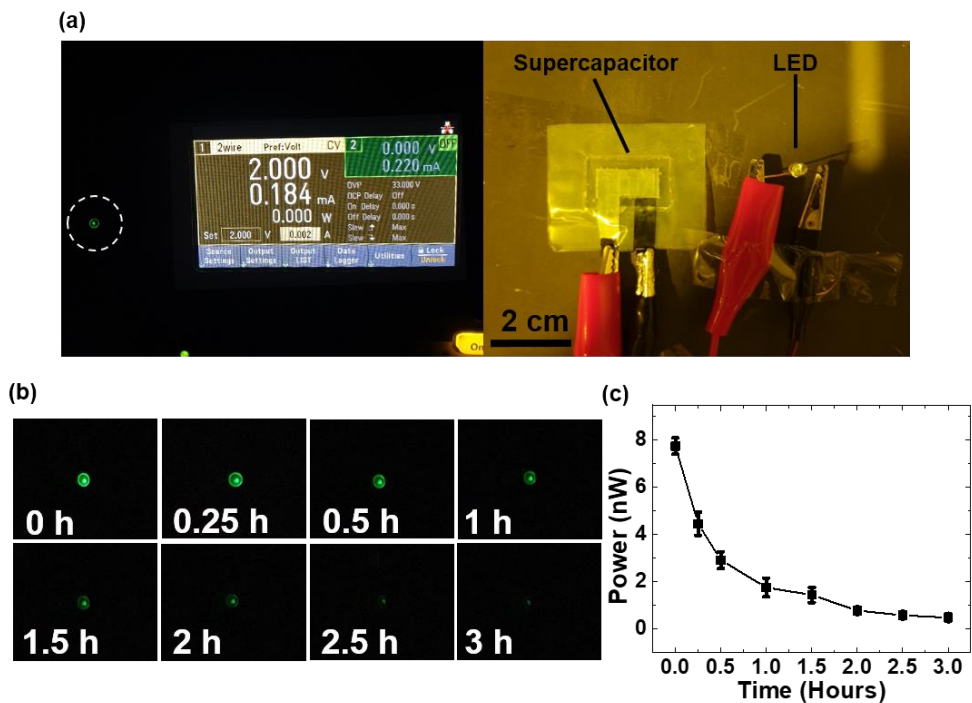 (a)
1 2wire Pref:Volt CV
2.000 V
0.184 mA
0.000 W
Set 2.000 V 0.002 A
2 0.000 V OFF
0.220 mA
OVP 33.000 V
OCP Delay Off
On Delay 0.000 s
Off Delay 0.000 s
Slew Max
Slew Max
Source Settings
Output Settings
Output LIST
Data Logger
Utilities
Lock
Unlock
On
Supercapacitor
LED
2 cm
(b)
0 h
0.25 h
0.5 h
1 h
1.5 h
2 h
2.5 h
3 h
(c)
Power (nW)
8
6
4
2
0
0.0 0.5 1.0 1.5 2.0 2.5 3.0
Time (Hours)